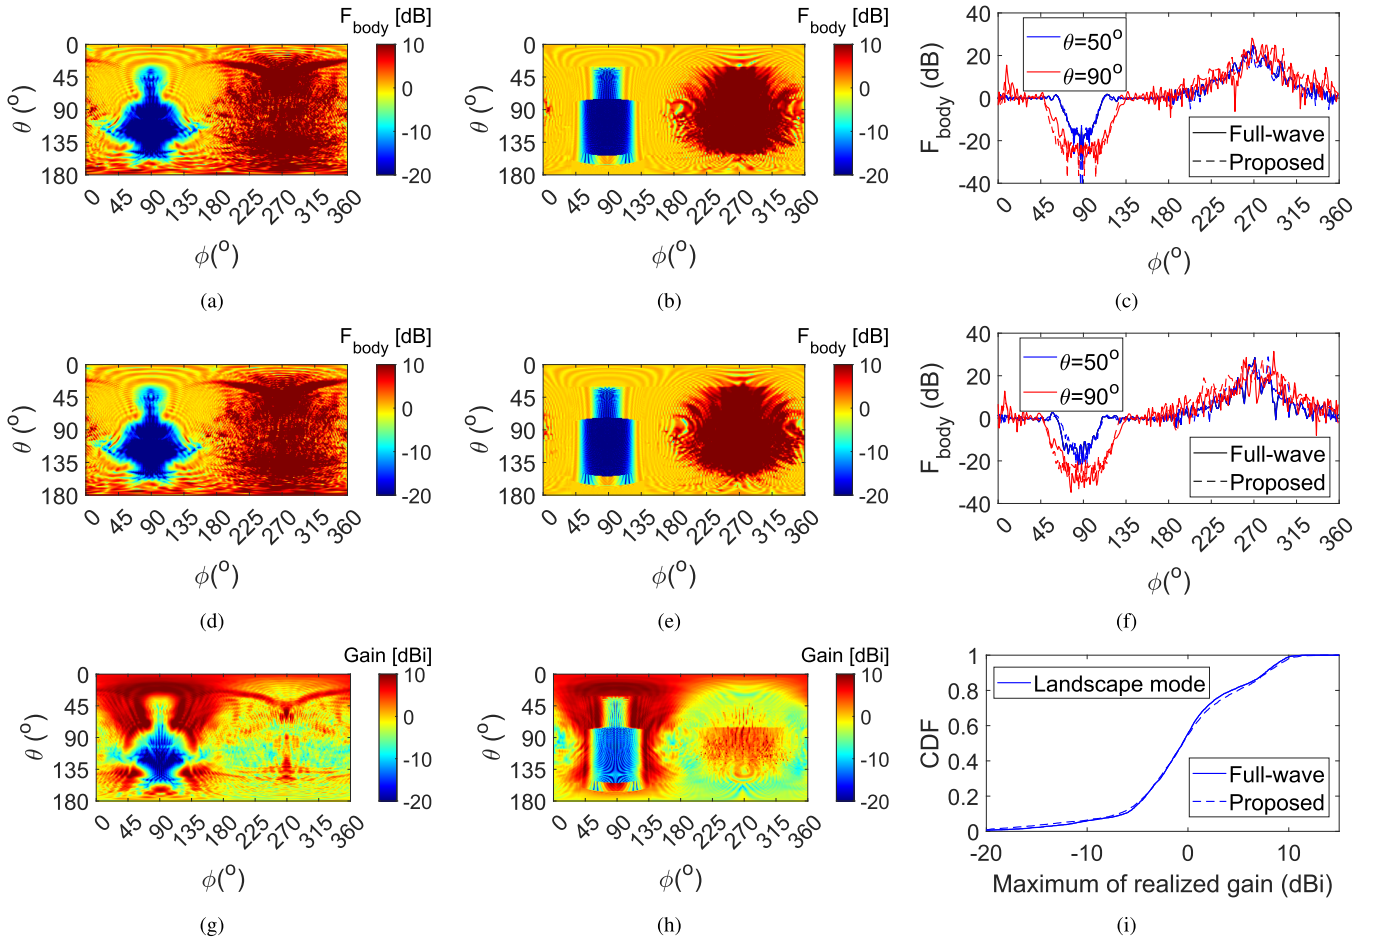 F_body [dB]
0
45
90
135
180
θ (°)
10
0
-10
-20
0 45 90 135 180 225 270 315 360
ϕ(°)
(a)
F_body [dB]
0
45
90
135
180
θ (°)
10
0
-10
-20
45 90 135 225 270 315 360
ϕ(°)
(b)
40
20
0
-20
-40
F_body (dB)
θ=50°
θ=90°
Full-wave
Proposed
0 45 90 135 180 225 270 315 360
ϕ(°)
(c)
F_body [dB]
0
45
90
135
180
θ (°)
10
0
-10
-20
0 45 90 135 180 225 270 315 360
ϕ(°)
(d)
F_body [dB]
0
45
90
135
180
θ (°)
10
0
-10
-20
0 45 90 135 180 225 270 315 360
ϕ(°)
(e)
40
20
0
-20
-40
F_body (dB)
θ=50°
θ=90°
Full-wave
Proposed
0 45 90 135 180 225 270 315 360
ϕ(°)
(f)
Gain [dBi]
0
45
90
135
180
θ (°)
10
0
-10
-20
0 45 90 135 180 225 270 315 360
ϕ(°)
(g)
Gain [dBi]
0
45
90
135
180
θ (°)
10
0
-10
-20
45 90 135 180 225 270 315 360
ϕ(°)
(h)
1
0.8
0.6
0.4
0.2
0
CDF
Landscape mode
Full-wave
Proposed
-20 -10 0 10
Maximum of realized gain (dBi)
(i)